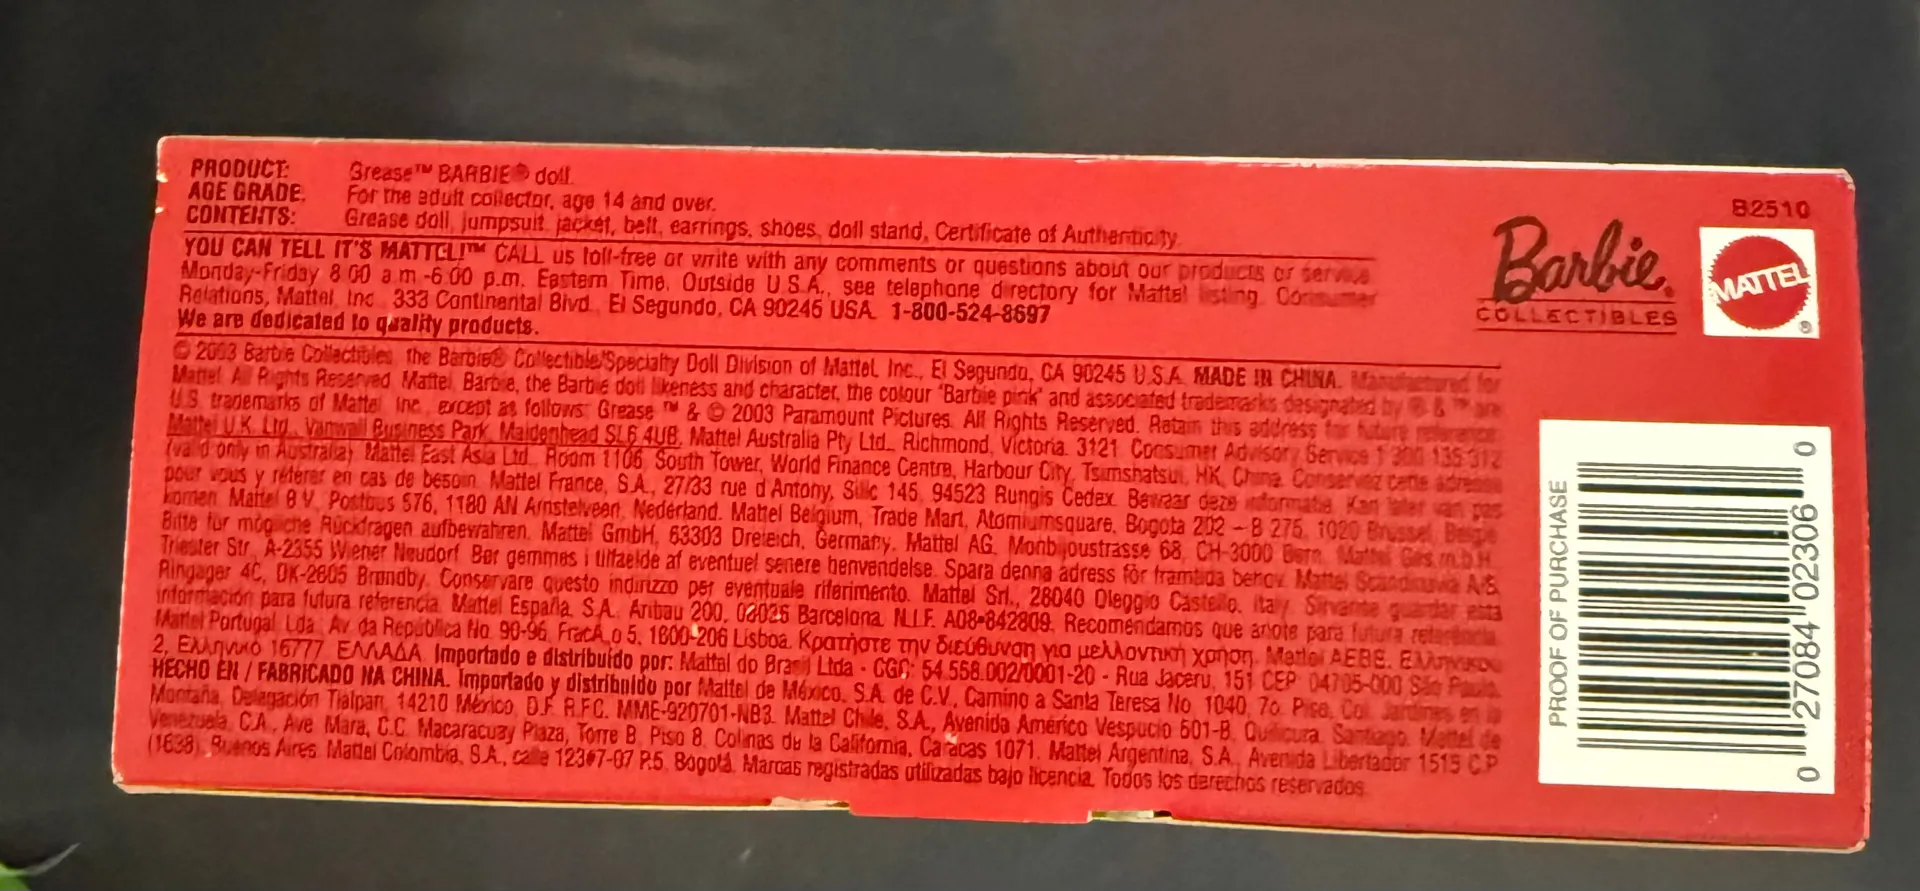 PRODUCT: Grease™ BARBIE® doll.
AGE GRADE: For the adult collector, age 14 and over.
CONTENTS: Grease doll, jumpsuit, jacket, belt, earrings, shoes, doll stand, Certificate of Authenticity.
YOU CAN TELL IT'S MATTEL!™ CALL us toll-free or write with any comments or questions about our products or service
Monday-Friday 8:00 a.m.-6:00 p.m. Eastern Time. Outside U.S.A., see telephone directory for Mattel listing. Consumer
Relations, Mattel, Inc., 333 Continental Blvd., El Segundo, CA 90245 USA. 1-800-524-8697
We are dedicated to quality products.
© 2003 Barbie Collectibles, the Barbie® Collectible/Specialty Doll Division of Mattel, Inc., El Segundo, CA 90245 U.S.A. MADE IN CHINA. Manufactured for
Mattel. All Rights Reserved. Mattel, Barbie, the Barbie doll likeness and character, the colour "Barbie pink" and associated trademarks designated by ® & ™ are
U.S. trademarks of Mattel, Inc., except as follows: Grease ™ & © 2003 Paramount Pictures. All Rights Reserved. Retain this address for future reference:
Mattel U.K. Ltd., Vanwall Business Park, Maidenhead SL6 4UB. Mattel Australia Pty Ltd., Richmond, Victoria. 3121. Consumer Advisory Service 1 300 135 312
(valid only in Australia). Mattel East Asia Ltd., Room 1106, South Tower, World Finance Centre, Harbour City, Tsimshatsui, HK, China. Conservez cette adresse
pour vous y référer en cas de besoin. Mattel France, S.A., 27/33 rue d'Antony, Silic 145, 94523 Rungis Cedex. Bewaar deze informatie. Kan later van pas
komen. Mattel B.V., Postbus 576, 1180 AN Amstelveen, Nederland. Mattel Belgium, Trade Mart, Atomiumsquare, Bogota 202 – B 275, 1020 Brussel, Belgie.
Bitte für mögliche Rückfragen aufbewahren. Mattel GmbH, 63303 Dreieich, Germany. Mattel AG, Monbijoustrasse 68, CH-3000 Bern. Mattel Ges.m.b.H.,
Triester Str., A-2355 Wiener Neudorf. Bør gemmes i tilfælde af eventuel senere henvendelse. Spara denna adress för framtida behov. Mattel Scandinavia A/S,
Ringager 4C, DK-2605 Brøndby. Conservare questo indirizzo per eventuale riferimento. Mattel Srl., 28040 Oleggio Castello, Italy. Sírvante guardar esta
información para futura referencia. Mattel España, S.A. Aribau 200, 08036 Barcelona. N.I.F. A08-842809. Recomendamos que anote para futura referência.
Mattel Portugal Lda., Av. da República No. 90-96, Fracâ 5, 1600-206 Lisboa. Κρατήστε την διεύθυνση για μελλοντική χρήση. Mattel AEBE, Ελληνικού
2, Ελληνικό 16777. ΕΛΛΑΔΑ. Importado e distribuído por: Mattel do Brasil Ltda - CGC: 54.558.002/0001-20 - Rua Jaceru, 151 CEP: 04705-000 São Paulo.
HECHO EN / FABRICADO NA CHINA. Importado y distribuido por Mattel de México, S.A. de C.V., Camino a Santa Teresa No. 1040, 7o. Piso, Col. Jardines en la
Montaña, Delegación Tlalpan, 14210 México, D.F. R.F.C. MME-920701-NB3. Mattel Chile, S.A., Avenida Américo Vespucio 501-B, Quilicura, Santiago. Mattel de
Venezuela, C.A., Ave. Mara, C.C. Macaracuay Plaza, Torre B, Piso 8, Colinas de la California, Caracas 1071. Mattel Argentina, S.A., Avenida Libertador 1515 C.P
(1638), Buenos Aires. Mattel Colombia, S.A., calle 123#7-07 P.5, Bogotá. Marcas registradas utilizadas bajo licencia. Todos los derechos reservados.
B2510
Barbie®
COLLECTIBLES
MATTEL®
PROOF OF PURCHASE
0 27084 02306 0